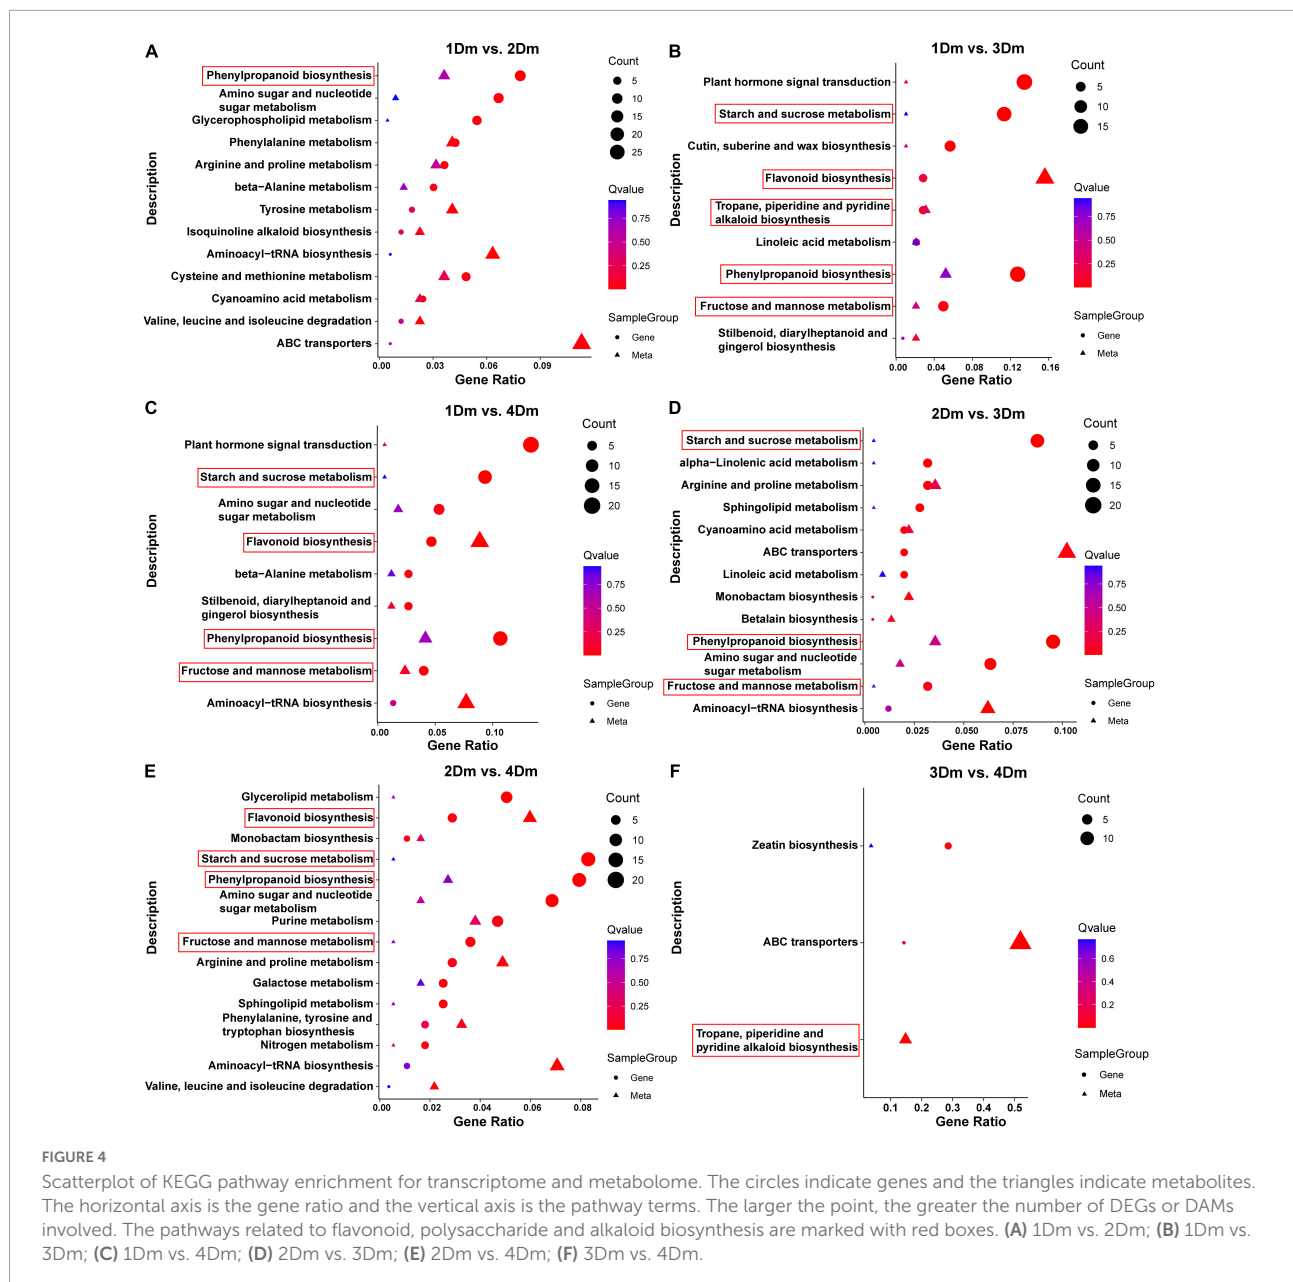 A
1Dm vs. 2Dm
Description
Phenylpropanoid biosynthesis
Amino sugar and nucleotide
sugar metabolism
Glycerophospholipid metabolism
Phenylalanine metabolism
Arginine and proline metabolism
beta−Alanine metabolism
Tyrosine metabolism
Isoquinoline alkaloid biosynthesis
Aminoacyl−tRNA biosynthesis
Cysteine and methionine metabolism
Cyanoamino acid metabolism
Valine, leucine and isoleucine degradation
ABC transporters
0.00 0.03 0.06 0.09
Gene Ratio
Count
5
10
15
20
25
Qvalue
0.75
0.50
0.25
SampleGroup
Gene
Meta
B
1Dm vs. 3Dm
Description
Plant hormone signal transduction
Starch and sucrose metabolism
Cutin, suberine and wax biosynthesis
Flavonoid biosynthesis
Tropane, piperidine and pyridine
alkaloid biosynthesis
Linoleic acid metabolism
Phenylpropanoid biosynthesis
Fructose and mannose metabolism
Stilbenoid, diarylheptanoid and
gingerol biosynthesis
0.00 0.04 0.08 0.12 0.16
Gene Ratio
Count
5
10
15
Qvalue
0.75
0.50
0.25
SampleGroup
Gene
Meta
C
1Dm vs. 4Dm
Description
Plant hormone signal transduction
Starch and sucrose metabolism
Amino sugar and nucleotide
sugar metabolism
Flavonoid biosynthesis
beta−Alanine metabolism
Stilbenoid, diarylheptanoid and
gingerol biosynthesis
Phenylpropanoid biosynthesis
Fructose and mannose metabolism
Aminoacyl−tRNA biosynthesis
0.00 0.05 0.10
Gene Ratio
Count
5
10
15
20
Qvalue
0.75
0.50
0.25
SampleGroup
Gene
Meta
D
2Dm vs. 3Dm
Description
Starch and sucrose metabolism
alpha−Linolenic acid metabolism
Arginine and proline metabolism
Sphingolipid metabolism
Cyanoamino acid metabolism
ABC transporters
Linoleic acid metabolism
Monobactam biosynthesis
Betalain biosynthesis
Phenylpropanoid biosynthesis
Amino sugar and nucleotide
sugar metabolism
Fructose and mannose metabolism
Aminoacyl−tRNA biosynthesis
0.000 0.025 0.050 0.075 0.100
Gene Ratio
Count
5
10
15
20
Qvalue
0.75
0.50
0.25
SampleGroup
Gene
Meta
E
2Dm vs. 4Dm
Description
Glycerolipid metabolism
Flavonoid biosynthesis
Monobactam biosynthesis
Starch and sucrose metabolism
Phenylpropanoid biosynthesis
Amino sugar and nucleotide
sugar metabolism
Purine metabolism
Fructose and mannose metabolism
Arginine and proline metabolism
Galactose metabolism
Sphingolipid metabolism
Phenylalanine, tyrosine and
tryptophan biosynthesis
Nitrogen metabolism
Aminoacyl−tRNA biosynthesis
Valine, leucine and isoleucine degradation
0.00 0.02 0.04 0.06 0.08
Gene Ratio
Count
5
10
15
20
Qvalue
0.75
0.50
0.25
SampleGroup
Gene
Meta
F
3Dm vs. 4Dm
Description
Zeatin biosynthesis
ABC transporters
Tropane, piperidine and
pyridine alkaloid biosynthesis
0.1 0.2 0.3 0.4 0.5
Gene Ratio
Count
5
10
Qvalue
0.6
0.4
0.2
SampleGroup
Gene
Meta
FIGURE 4
Scatterplot of KEGG pathway enrichment for transcriptome and metabolome. The circles indicate genes and the triangles indicate metabolites.
The horizontal axis is the gene ratio and the vertical axis is the pathway terms. The larger the point, the greater the number of DEGs or DAMs
involved. The pathways related to flavonoid, polysaccharide and alkaloid biosynthesis are marked with red boxes. (A) 1Dm vs. 2Dm; (B) 1Dm vs.
3Dm; (C) 1Dm vs. 4Dm; (D) 2Dm vs. 3Dm; (E) 2Dm vs. 4Dm; (F) 3Dm vs. 4Dm.